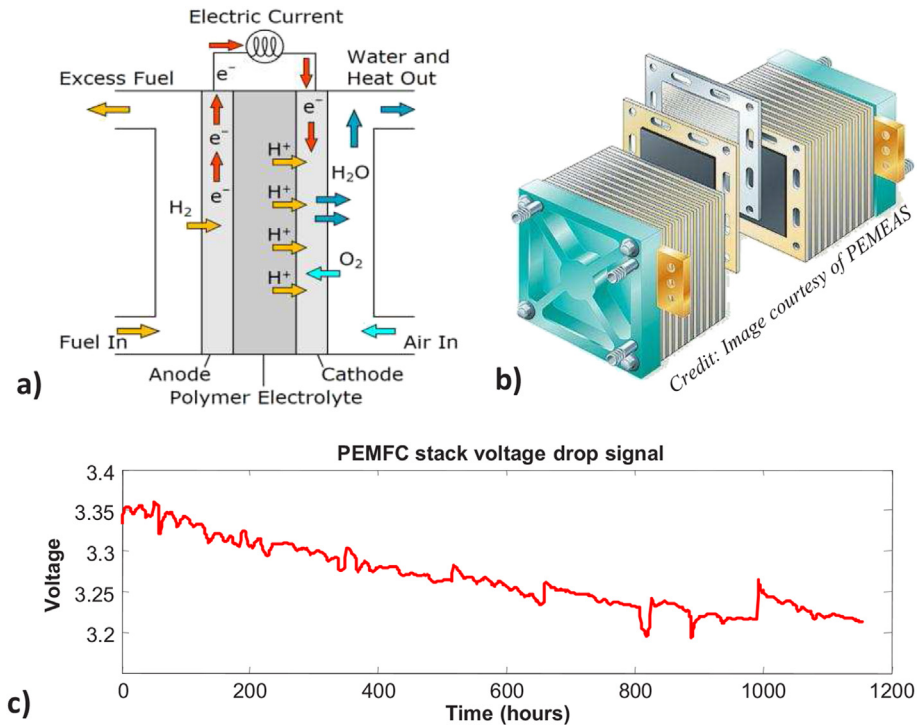 Electric Current
Water and
Heat Out
Excess Fuel
e⁻
e⁻
e⁻
e⁻
H⁺
H₂O
H⁺
H₂
H⁺
O₂
H⁺
Fuel In
Air In
Anode
Cathode
Polymer Electrolyte
a)
Credit: Image courtesy of PEMEAS
b)
PEMFC stack voltage drop signal
3.4
3.35
3.3
3.25
3.2
Voltage
0
200
400
600
800
1000
1200
Time (hours)
c)